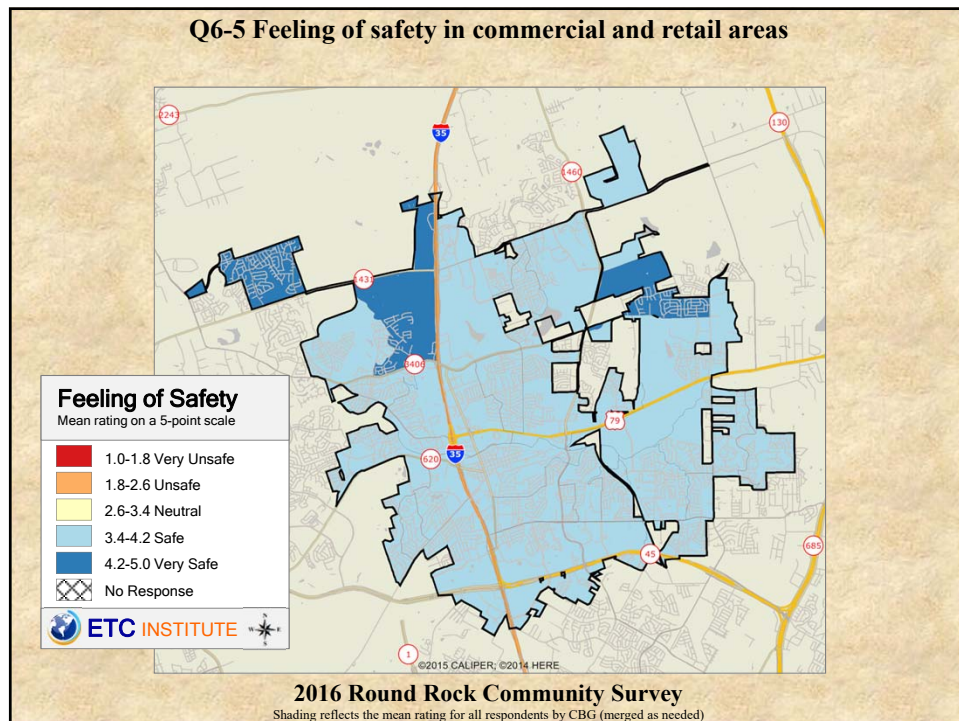 Q6-5 Feeling of safety in commercial and retail areas
2243
35
130
1460
1431
3406
79
620
35
45
685
1
Feeling of Safety
Mean rating on a 5-point scale
1.0-1.8 Very Unsafe
1.8-2.6 Unsafe
2.6-3.4 Neutral
3.4-4.2 Safe
4.2-5.0 Very Safe
No Response
ETC INSTITUTE
N
W E
S
©2015 CALIPER; ©2014 HERE
2016 Round Rock Community Survey
Shading reflects the mean rating for all respondents by CBG (merged as needed)